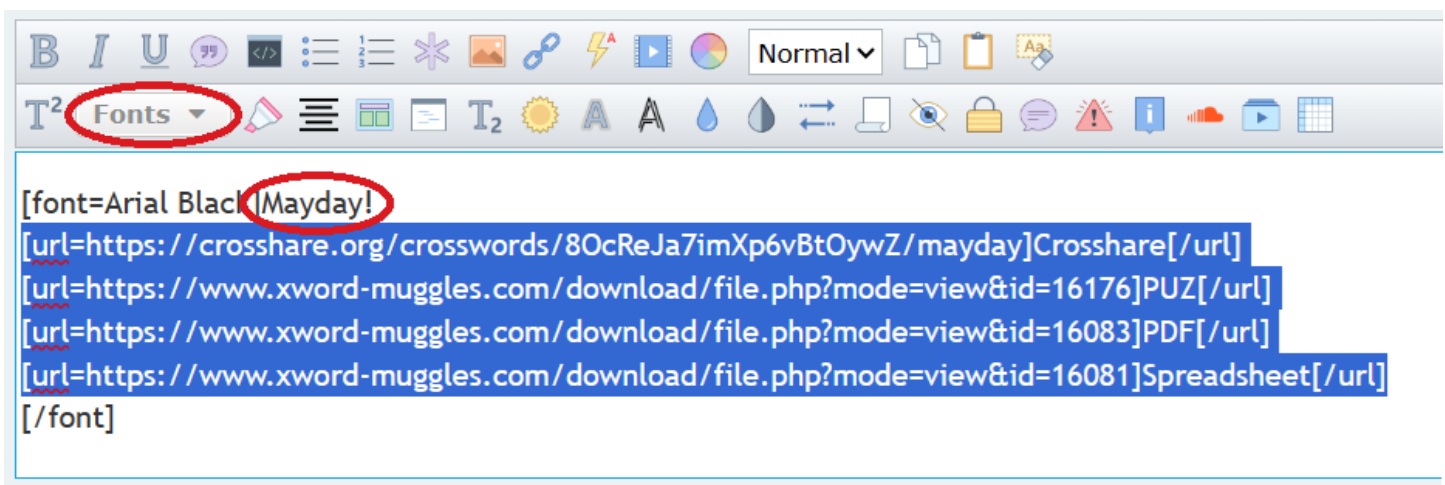 B I U Normal
T² Fonts T₂ A A
[font=Arial Black]Mayday!
[url=https://crosshare.org/crosswords/8OcReJa7imXp6vBtOywZ/mayday]Crosshare[/url]
[url=https://www.xword-muggles.com/download/file.php?mode=view&id=16176]PUZ[/url]
[url=https://www.xword-muggles.com/download/file.php?mode=view&id=16083]PDF[/url]
[url=https://www.xword-muggles.com/download/file.php?mode=view&id=16081]Spreadsheet[/url]
[/font]